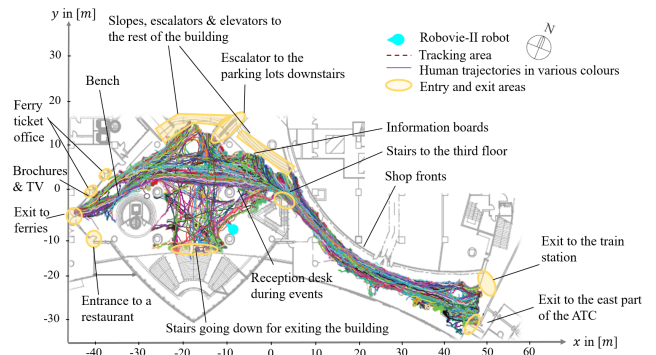 y in [m]
Slopes, escalators & elevators to
the rest of the building
Escalator to the
parking lots downstairs
Robovie-II robot
Tracking area
Human trajectories in various colours
Entry and exit areas
N
Bench
Ferry
ticket
office
Brochures
& TV
Exit to
ferries
Information boards
Stairs to the third floor
Shop fronts
Exit to the train
station
Exit to the east part
of the ATC
Entrance to a
restaurant
Reception desk
during events
Stairs going down for exiting the building
30
20
10
0
-10
-20
-30
-40
-30
-20
-10
0
10
20
30
40
50
60
x in [m]